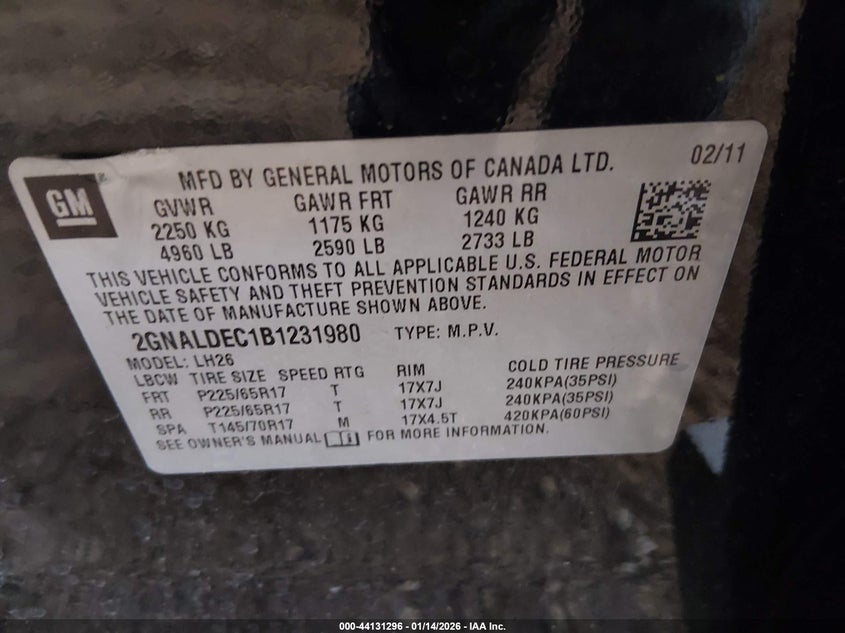 GM
MFD BY GENERAL MOTORS OF CANADA LTD. 02/11
GVWR GAWR FRT GAWR RR
2250 KG 1175 KG 1240 KG
4960 LB 2590 LB 2733 LB
THIS VEHICLE CONFORMS TO ALL APPLICABLE U.S. FEDERAL MOTOR
VEHICLE SAFETY AND THEFT PREVENTION STANDARDS IN EFFECT ON
THE DATE OF MANUFACTURE SHOWN ABOVE.
2GNALDEC1B1231980 TYPE: M.P.V.
MODEL: LH26
LBCW TIRE SIZE SPEED RTG RIM COLD TIRE PRESSURE
FRT P225/65R17 T 17X7J 240KPA(35PSI)
RR P225/65R17 T 17X7J 240KPA(35PSI)
SPA T145/70R17 M 17X4.5T 420KPA(60PSI)
SEE OWNER'S MANUAL FOR MORE INFORMATION.
000-44131296 - 01/14/2026 - IAA Inc.